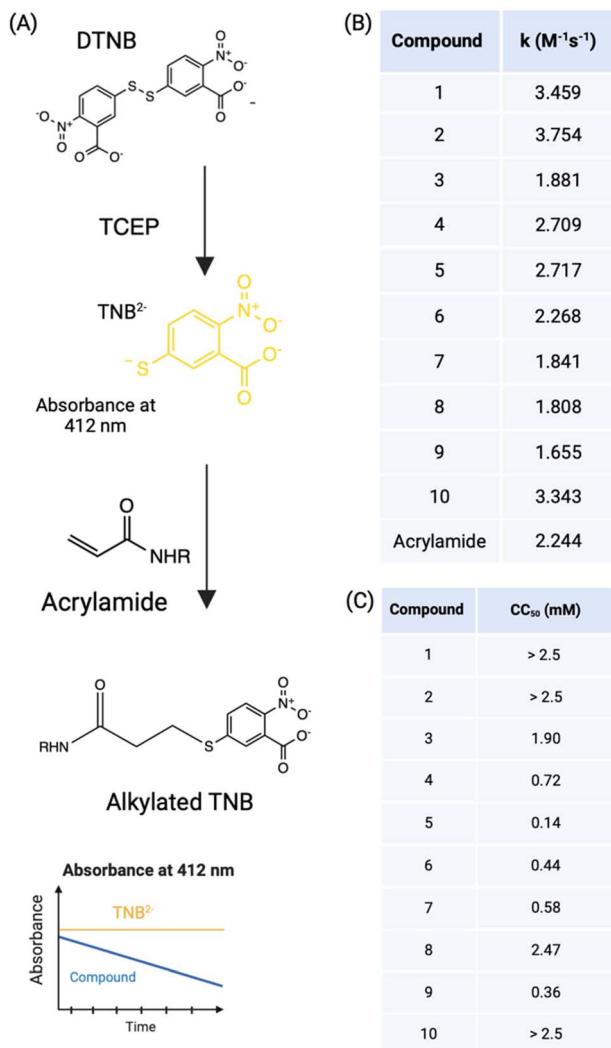 (A)
DTNB
TCEP
TNB²⁻
Absorbance at
412 nm
Acrylamide
Alkylated TNB
Absorbance at 412 nm
Absorbance
TNB²⁻
Compound
Time
(B)
Compound k (M⁻¹s⁻¹)
1 3.459
2 3.754
3 1.881
4 2.709
5 2.717
6 2.268
7 1.841
8 1.808
9 1.655
10 3.343
Acrylamide 2.244
(C)
Compound CC₅₀ (mM)
1 > 2.5
2 > 2.5
3 1.90
4 0.72
5 0.14
6 0.44
7 0.58
8 2.47
9 0.36
10 > 2.5